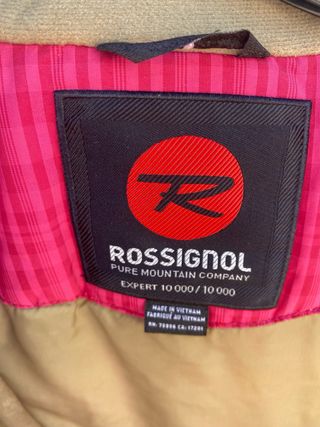 R
ROSSIGNOL
PURE MOUNTAIN COMPANY
EXPERT 10 000 / 10 000
MADE IN VIETNAM
FABRIQUÉ AU VIETNAM